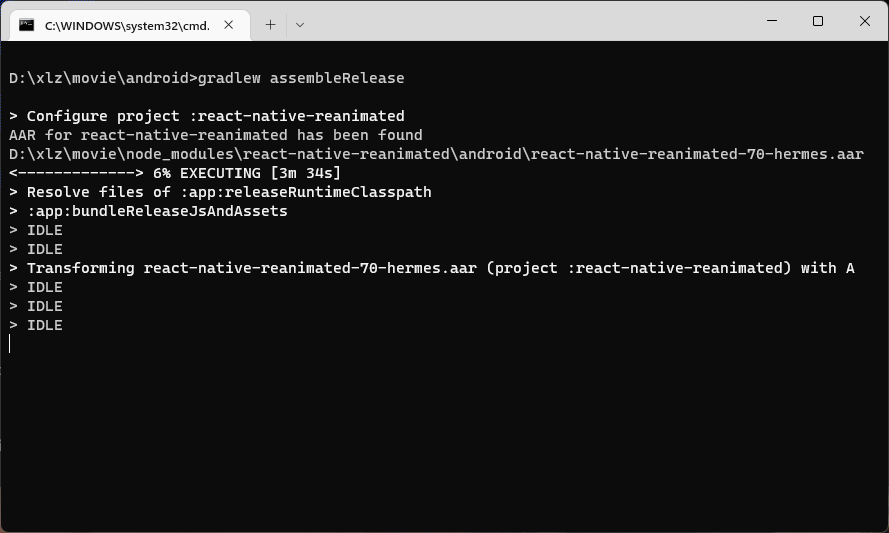 C:\WINDOWS\system32\cmd.
D:\xlz\movie\android>gradlew assembleRelease
> Configure project :react-native-reanimated
AAR for react-native-reanimated has been found
D:\xlz\movie\node_modules\react-native-reanimated\android\react-native-reanimated-70-hermes.aar
<-------------> 6% EXECUTING [3m 34s]
> Resolve files of :app:releaseRuntimeClasspath
> :app:bundleReleaseJsAndAssets
> IDLE
> IDLE
> Transforming react-native-reanimated-70-hermes.aar (project :react-native-reanimated) with A
> IDLE
> IDLE
> IDLE